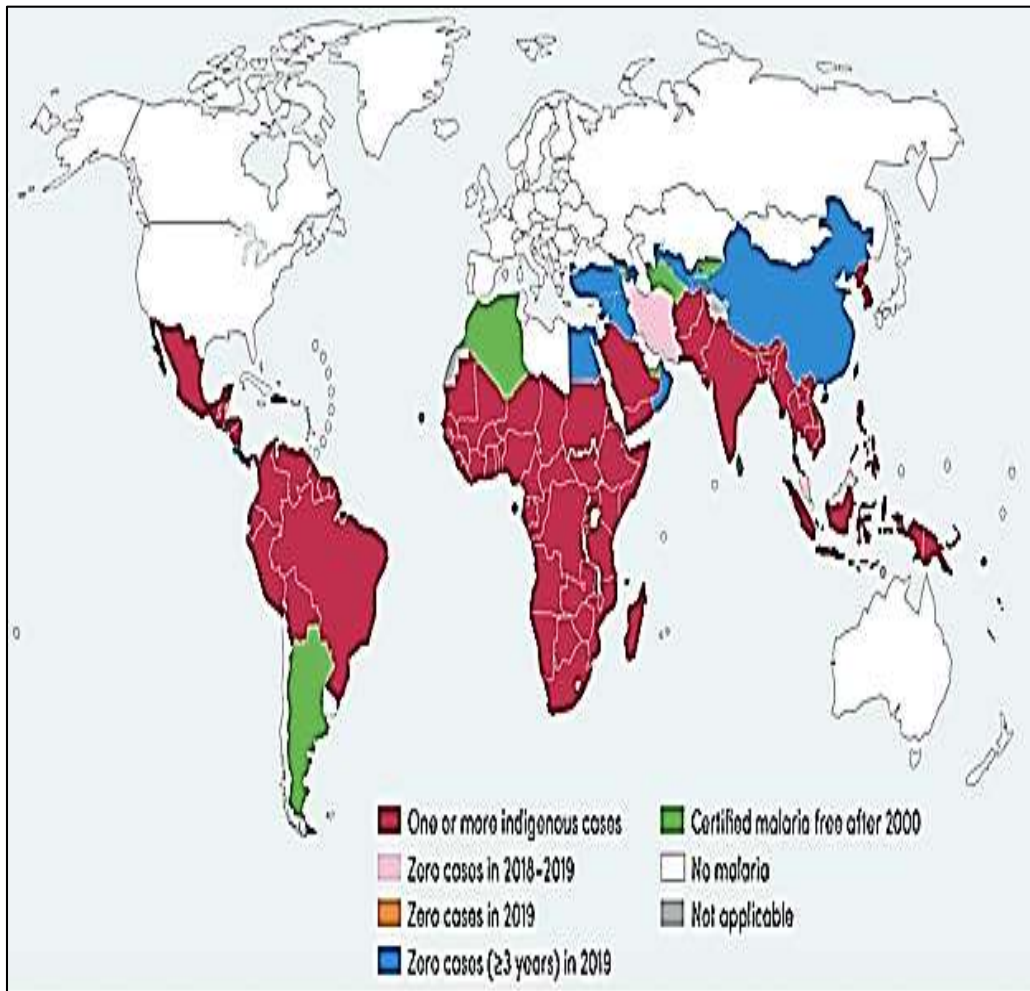 One or more indigenous cases
Zero cases in 2018–2019
Zero cases in 2019
Zero cases (≥3 years) in 2019
Certified malaria free after 2000
No malaria
Not applicable